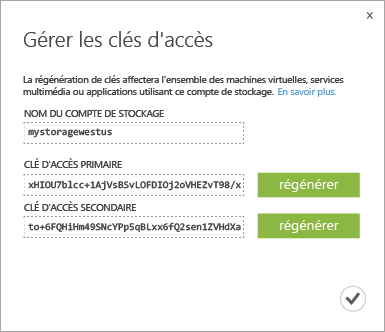 Gérer les clés d'accès
La régénération de clés affectera l'ensemble des machines virtuelles, services
multimédia ou applications utilisant ce compte de stockage. En savoir plus.
NOM DU COMPTE DE STOCKAGE
mystoragewestus
CLÉ D'ACCÈS PRIMAIRE
xHIOU7blcc+1AjVsBSvLOFDIOj2oVHEZvT98/x régénérer
CLÉ D'ACCÈS SECONDAIRE
to+6FQHiHm49SNcYPp5qBLxx6fQ2sen1ZVHdXa régénérer